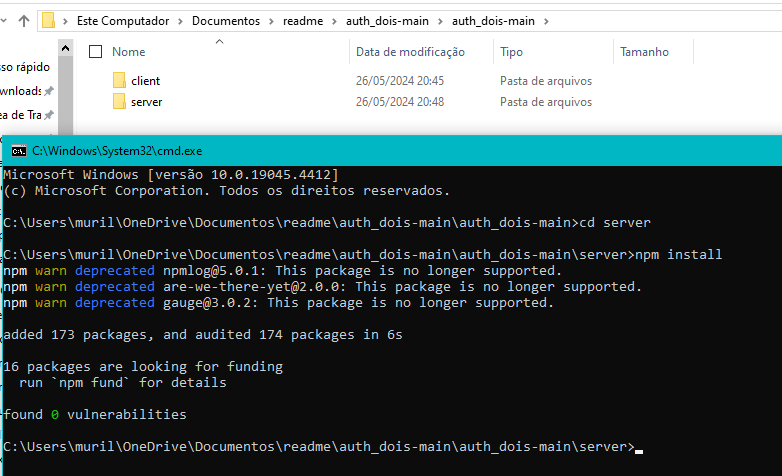 Este Computador > Documentos > readme > auth_dois-main > auth_dois-main >
Nome Data de modificação Tipo Tamanho
sso rápido
client 26/05/2024 20:45 Pasta de arquivos
wnloads
server 26/05/2024 20:48 Pasta de arquivos
ea de Tra
C:\Windows\System32\cmd.exe
Microsoft Windows [versão 10.0.19045.4412]
(c) Microsoft Corporation. Todos os direitos reservados.
C:\Users\muril\OneDrive\Documentos\readme\auth_dois-main\auth_dois-main>cd server
C:\Users\muril\OneDrive\Documentos\readme\auth_dois-main\auth_dois-main\server>npm install
npm warn deprecated npmlog@5.0.1: This package is no longer supported.
npm warn deprecated are-we-there-yet@2.0.0: This package is no longer supported.
npm warn deprecated gauge@3.0.2: This package is no longer supported.
added 173 packages, and audited 174 packages in 6s
16 packages are looking for funding
run `npm fund` for details
found 0 vulnerabilities
C:\Users\muril\OneDrive\Documentos\readme\auth_dois-main\auth_dois-main\server>